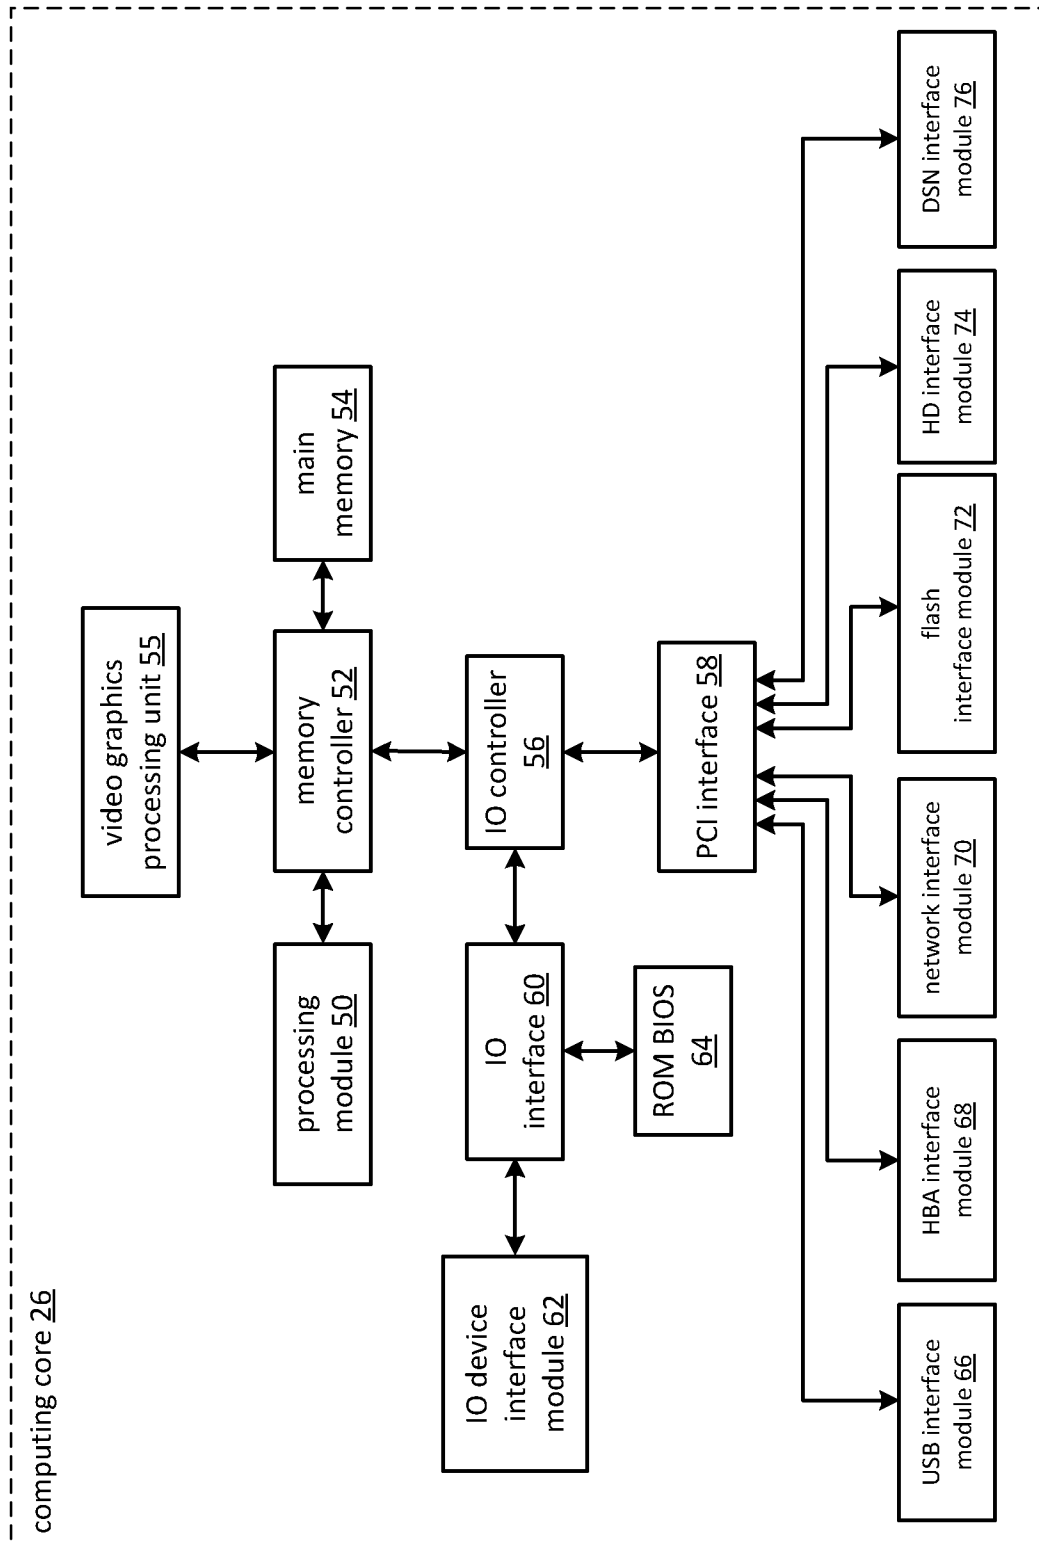 computing core 26
video graphics
processing unit 55
processing
module 50
memory
controller 52
main
memory 54
IO device
interface
module 62
IO
interface 60
IO controller
56
ROM BIOS
64
PCI interface 58
USB interface
module 66
HBA interface
module 68
network interface
module 70
flash
interface module 72
HD interface
module 74
DSN interface
module 76